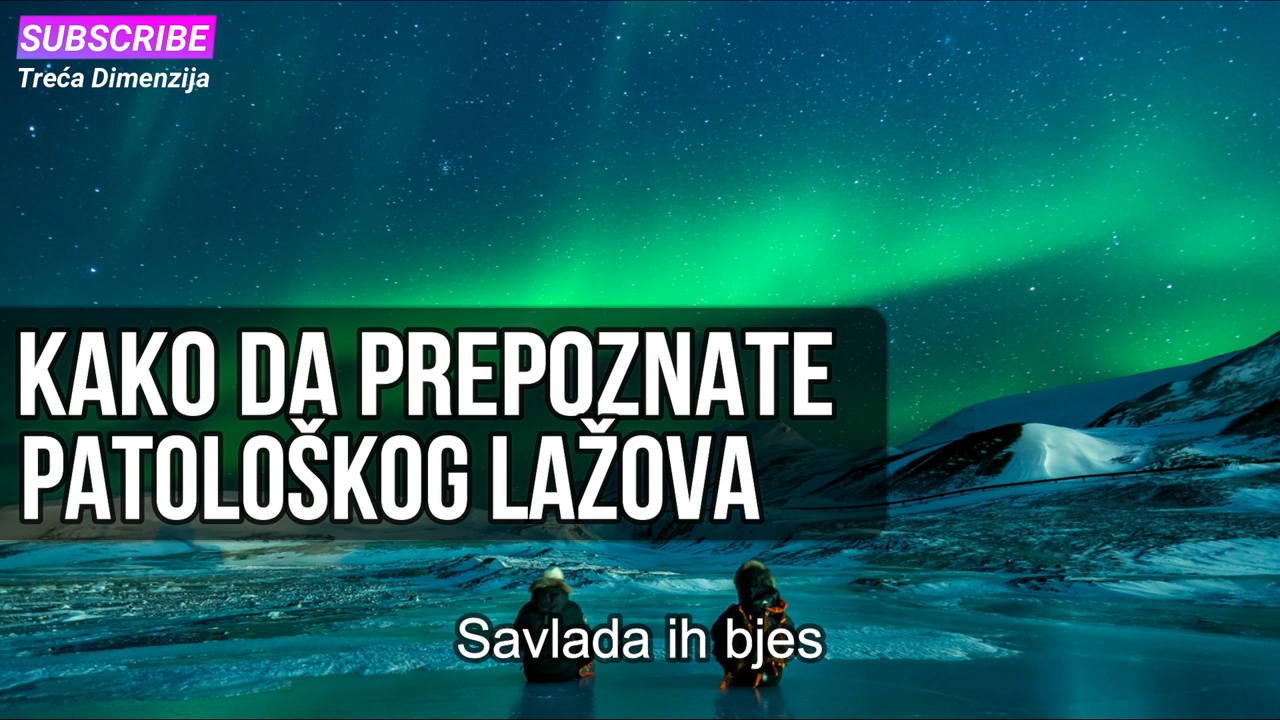 SUBSCRIBE
Treća Dimenzija
KAKO DA PREPOZNATE
PATOLOŠKOG LAŽOVA
Savlada ih bjes